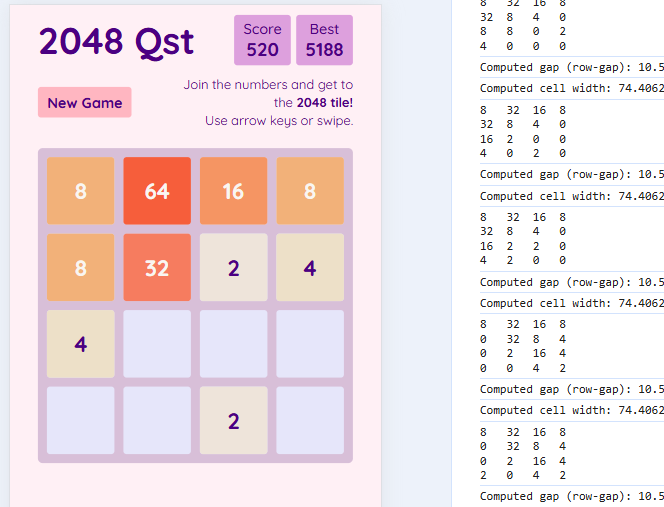 2048 Qst
Score
520
Best
5188
New Game
Join the numbers and get to
the 2048 tile!
Use arrow keys or swipe.
8 64 16 8
8 32 2 4
4
2
8 32 16 8
32 8 4 0
8 8 0 2
4 0 0 0
Computed gap (row-gap): 10.5
Computed cell width: 74.4062
8 32 16 8
32 8 4 0
16 2 0 0
4 0 2 0
Computed gap (row-gap): 10.5
Computed cell width: 74.4062
8 32 16 8
32 8 4 0
16 2 2 0
4 2 0 0
Computed gap (row-gap): 10.5
Computed cell width: 74.4062
8 32 16 8
0 32 8 4
0 2 16 4
0 0 4 2
Computed gap (row-gap): 10.5
Computed cell width: 74.4062
8 32 16 8
0 32 8 4
0 2 16 4
2 0 4 2
Computed gap (row-gap): 10.5